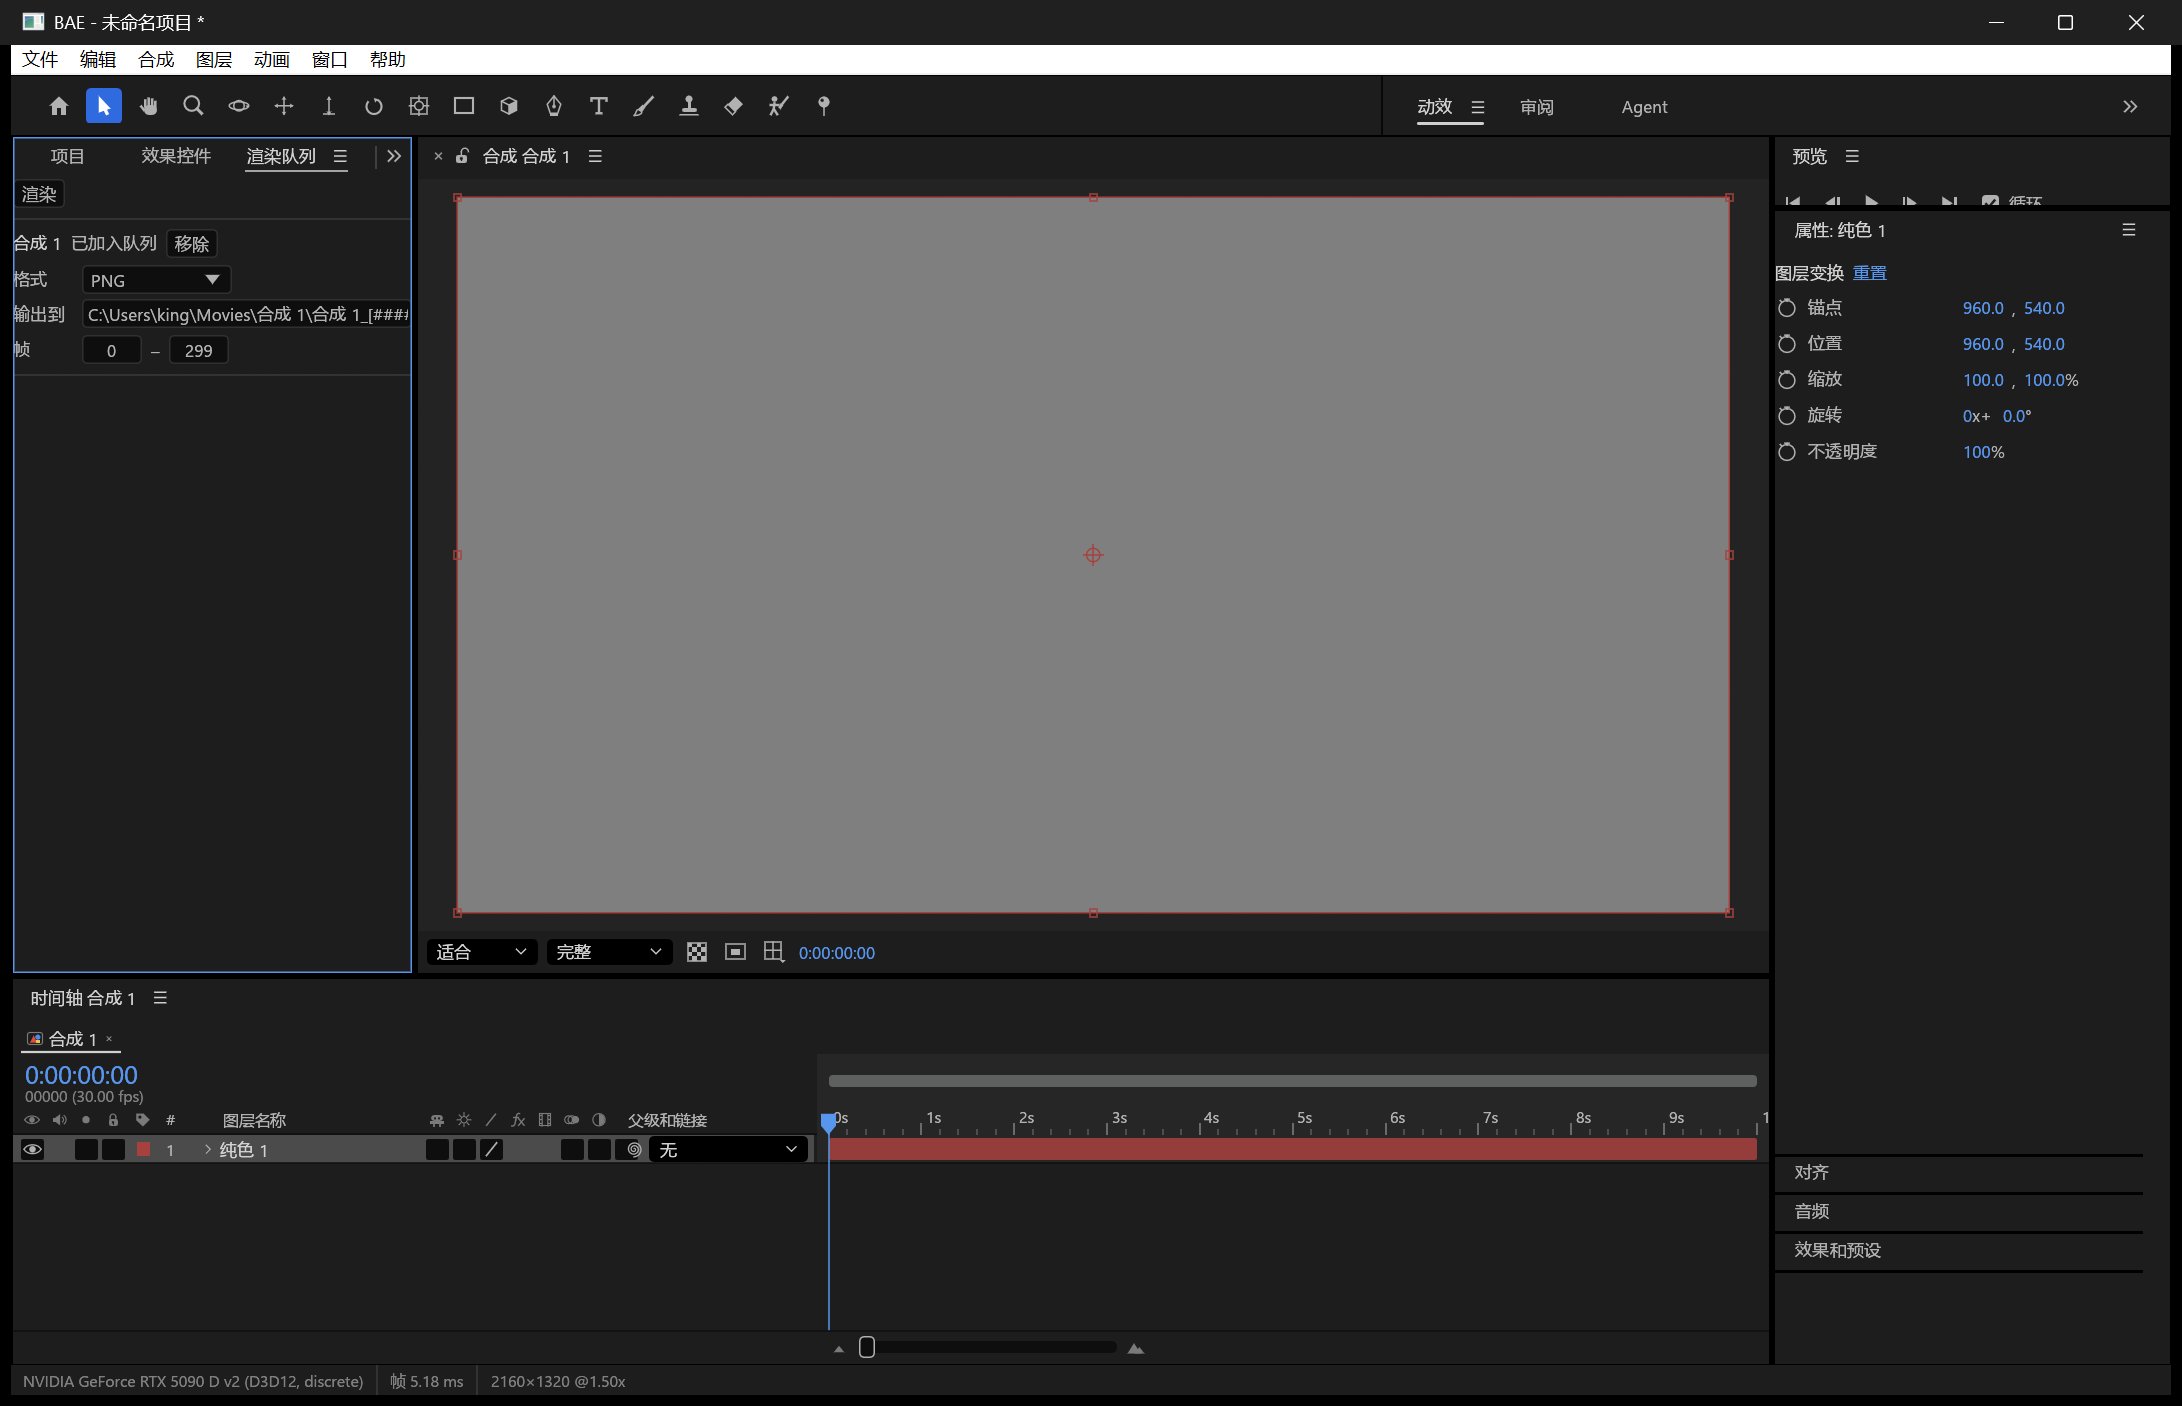 BAE - 未命名项目 *
文件 编辑 合成 图层 动画 窗口 帮助
动效 审阅 Agent
项目 效果控件 渲染队列
渲染
合成 1 已加入队列 移除
格式 PNG
输出到 C:\Users\king\Movies\合成 1\合成 1_[####
帧 0 – 299
合成 合成 1
适合 完整 0:00:00:00
预览
循环
属性: 纯色 1
图层变换 重置
锚点 960.0 , 540.0
位置 960.0 , 540.0
缩放 100.0 , 100.0%
旋转 0x+ 0.0°
不透明度 100%
对齐
音频
效果和预设
时间轴 合成 1
合成 1
0:00:00:00
00000 (30.00 fps)
# 图层名称 fx 父级和链接
0s 1s 2s 3s 4s 5s 6s 7s 8s 9s 1
1 纯色 1 无
NVIDIA GeForce RTX 5090 D v2 (D3D12, discrete) 帧 5.18 ms 2160×1320 @1.50x